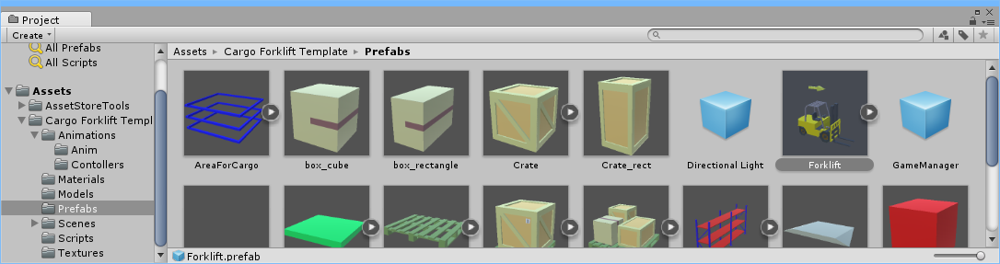 Project
Create
All Prefabs
All Scripts
Assets
AssetStoreTools
Cargo Forklift Templ
Animations
Anim
Contollers
Materials
Models
Prefabs
Scenes
Scripts
Textures
Assets ▸ Cargo Forklift Template ▸ Prefabs
AreaForCargo box_cube box_rectangle Crate Crate_rect Directional Light Forklift GameManager
Forklift.prefab